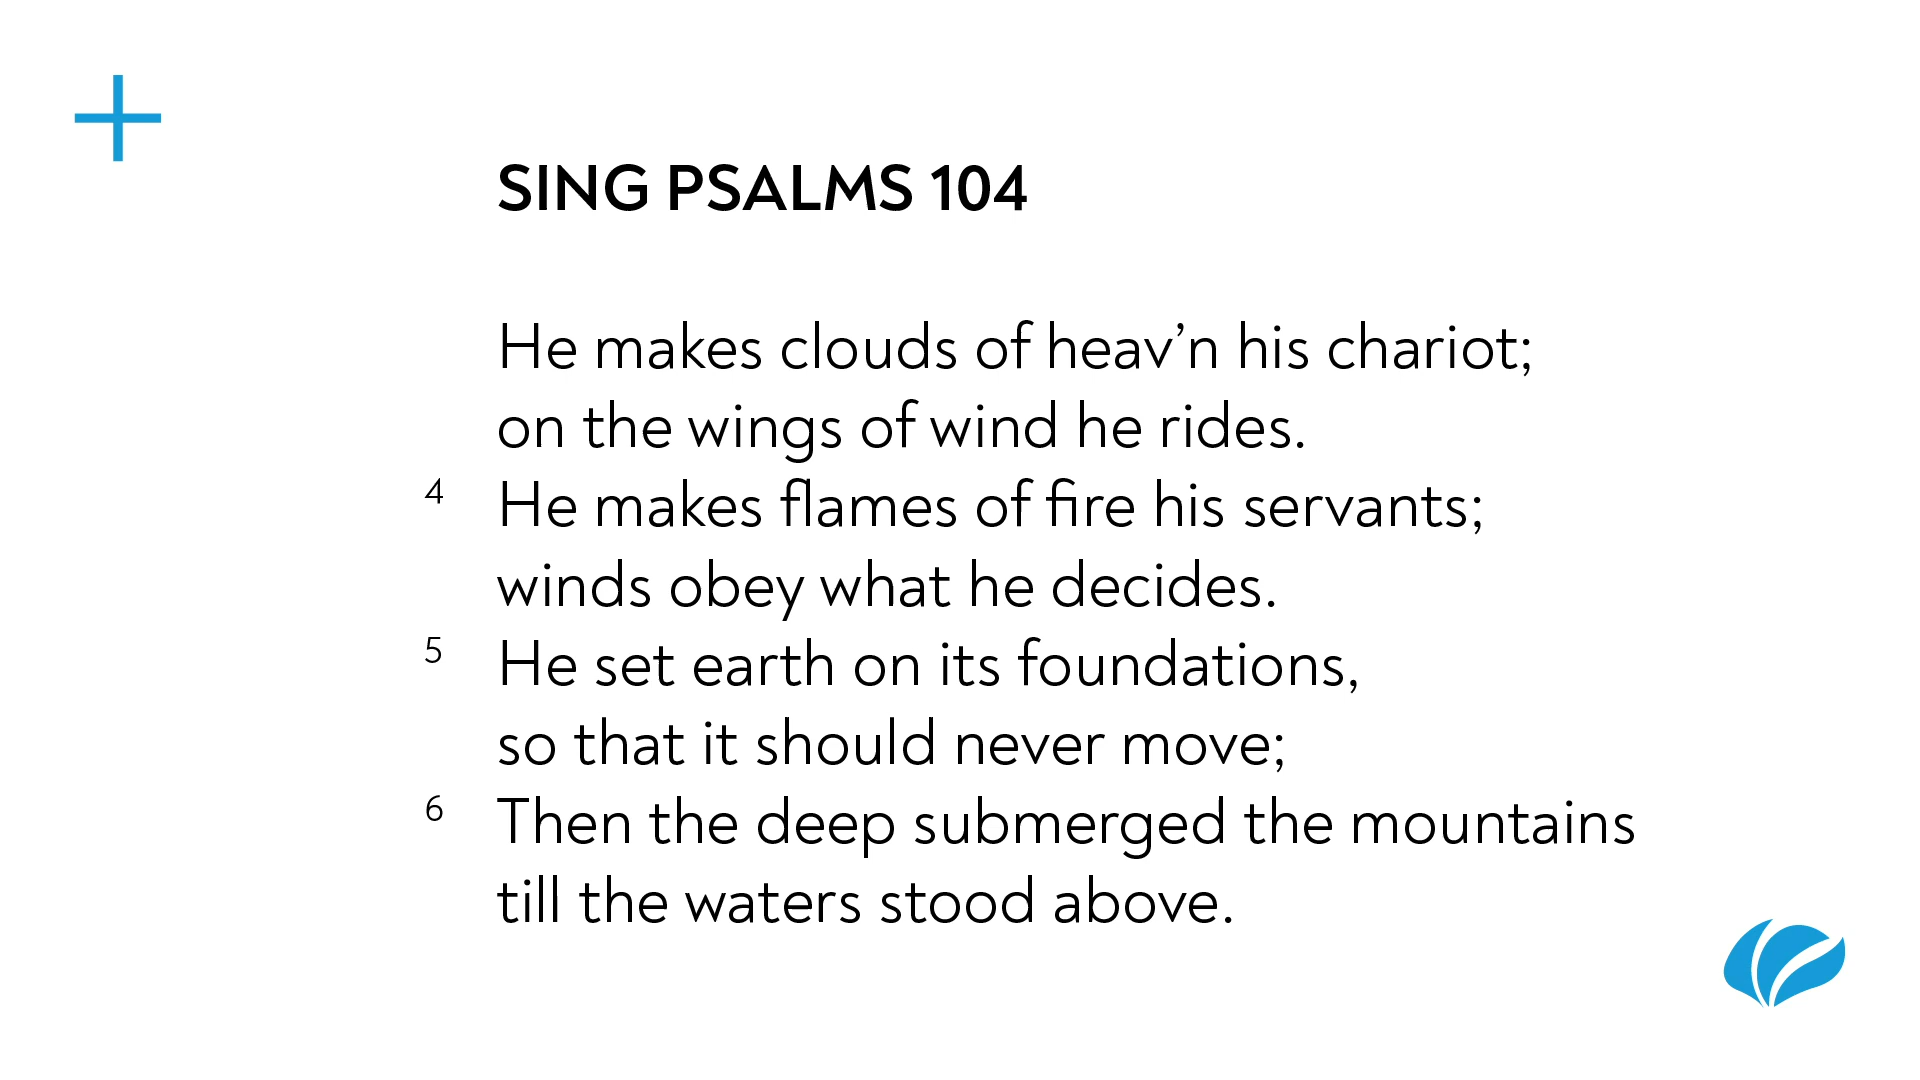 SING PSALMS 104
He makes clouds of heav’n his chariot;
on the wings of wind he rides.
4 He makes flames of fire his servants;
winds obey what he decides.
5 He set earth on its foundations,
so that it should never move;
6 Then the deep submerged the mountains
till the waters stood above.